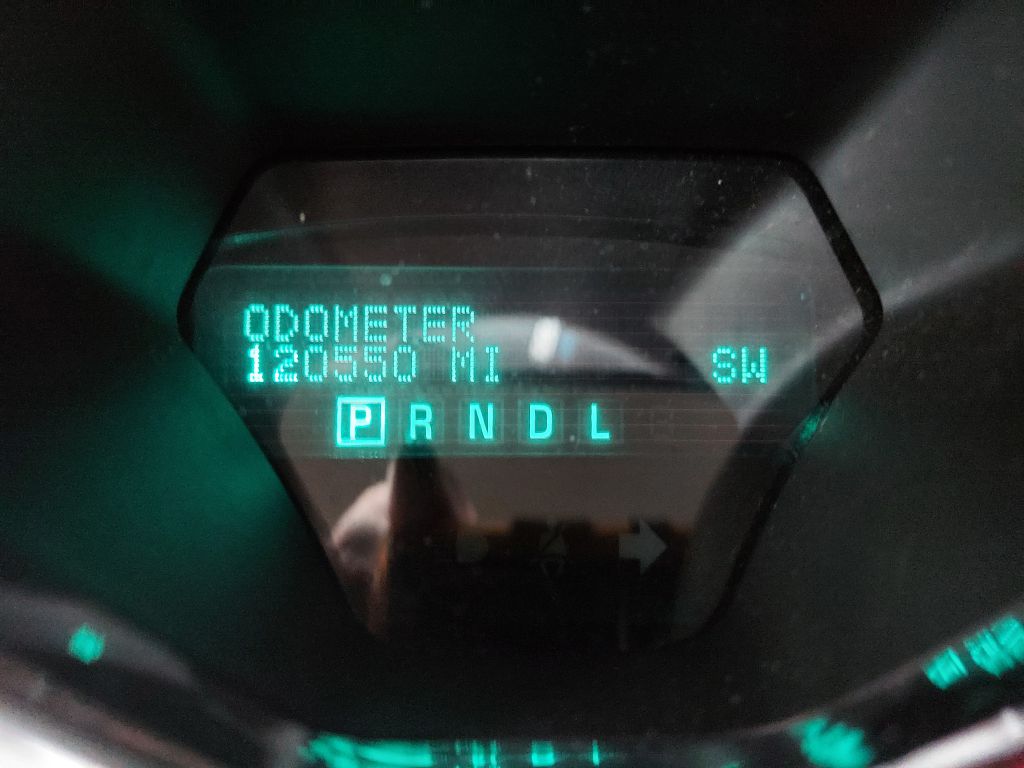 ODOMETER
120550 MI SW
P R N D L